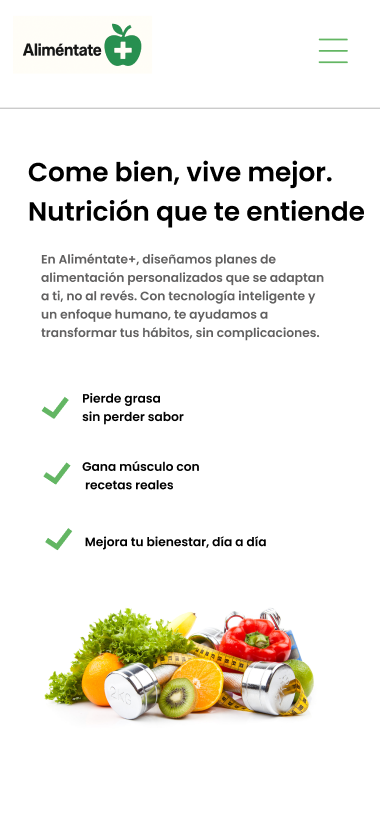 Aliméntate
Come bien, vive mejor.
Nutrición que te entiende
En Aliméntate+, diseñamos planes de
alimentación personalizados que se adaptan
a ti, no al revés. Con tecnología inteligente y
un enfoque humano, te ayudamos a
transformar tus hábitos, sin complicaciones.
Pierde grasa
sin perder sabor
Gana músculo con
recetas reales
Mejora tu bienestar, día a día
2KG